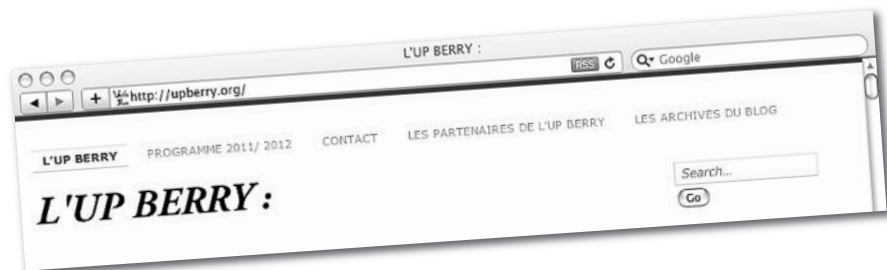 L'UP BERRY :
http://upberry.org/
RSS
Google
L'UP BERRY PROGRAMME 2011/ 2012 CONTACT LES PARTENAIRES DE L'UP BERRY LES ARCHIVES DU BLOG
L'UP BERRY :
Search...
Go